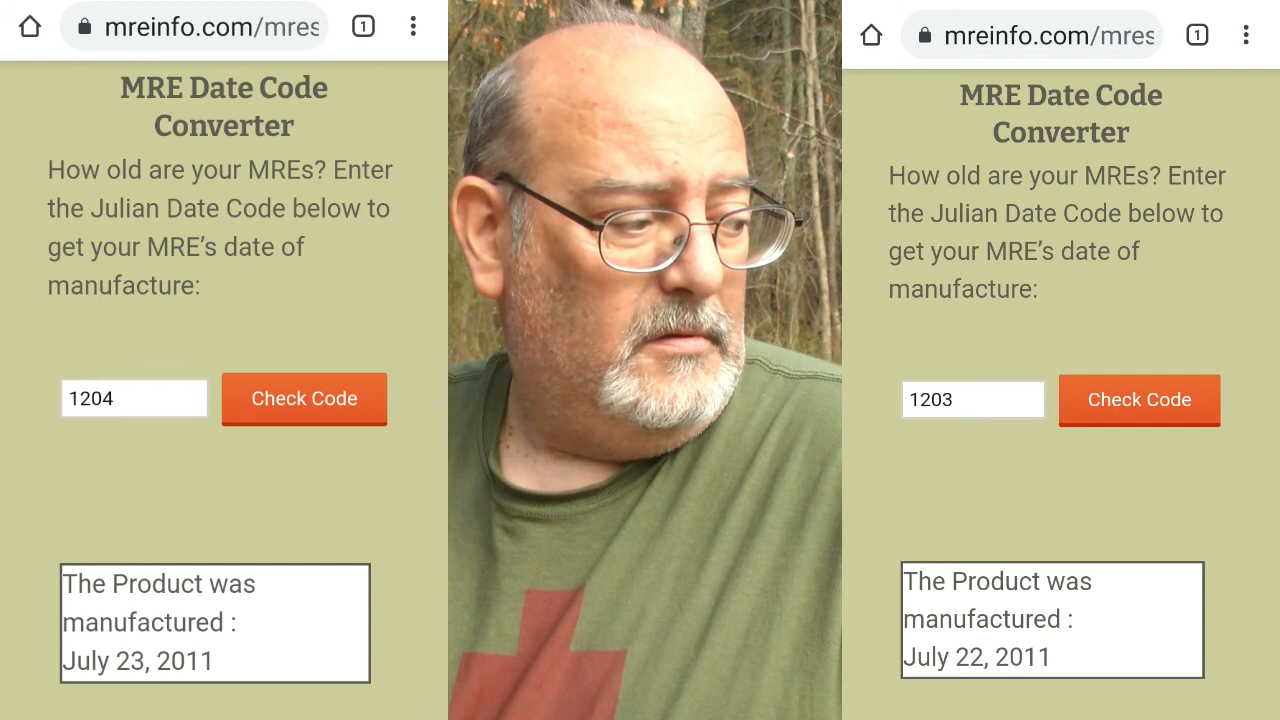 mreinfo.com/mres
1
MRE Date Code
Converter
How old are your MREs? Enter
the Julian Date Code below to
get your MRE’s date of
manufacture:
1204
Check Code
The Product was
manufactured :
July 23, 2011
mreinfo.com/mres
1
MRE Date Code
Converter
How old are your MREs? Enter
the Julian Date Code below to
get your MRE’s date of
manufacture:
1203
Check Code
The Product was
manufactured :
July 22, 2011